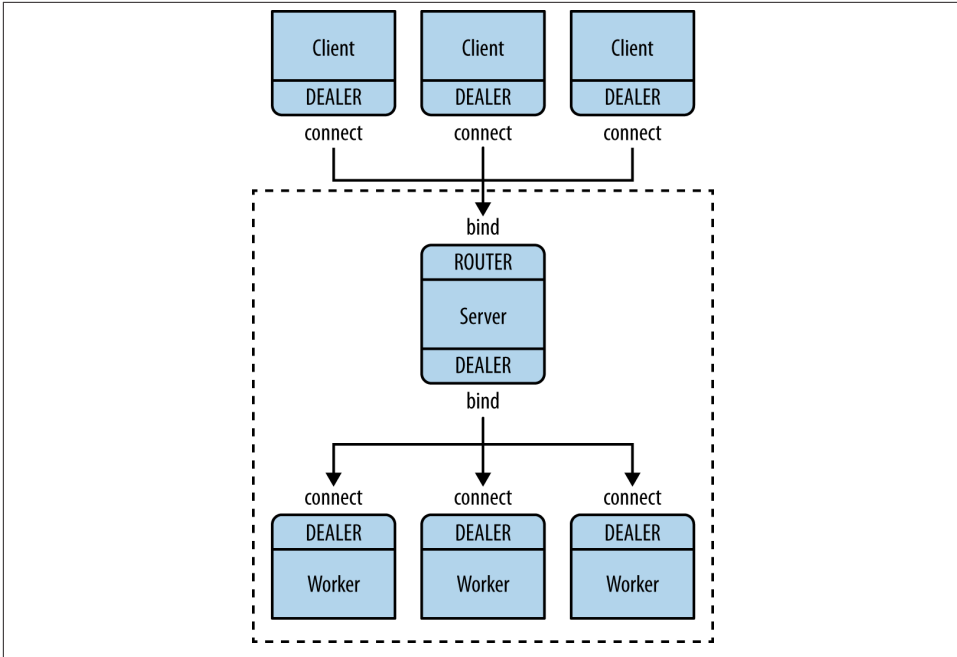 Client Client Client
DEALER DEALER DEALER
connect connect connect
bind
ROUTER
Server
DEALER
bind
connect connect connect
DEALER DEALER DEALER
Worker Worker Worker